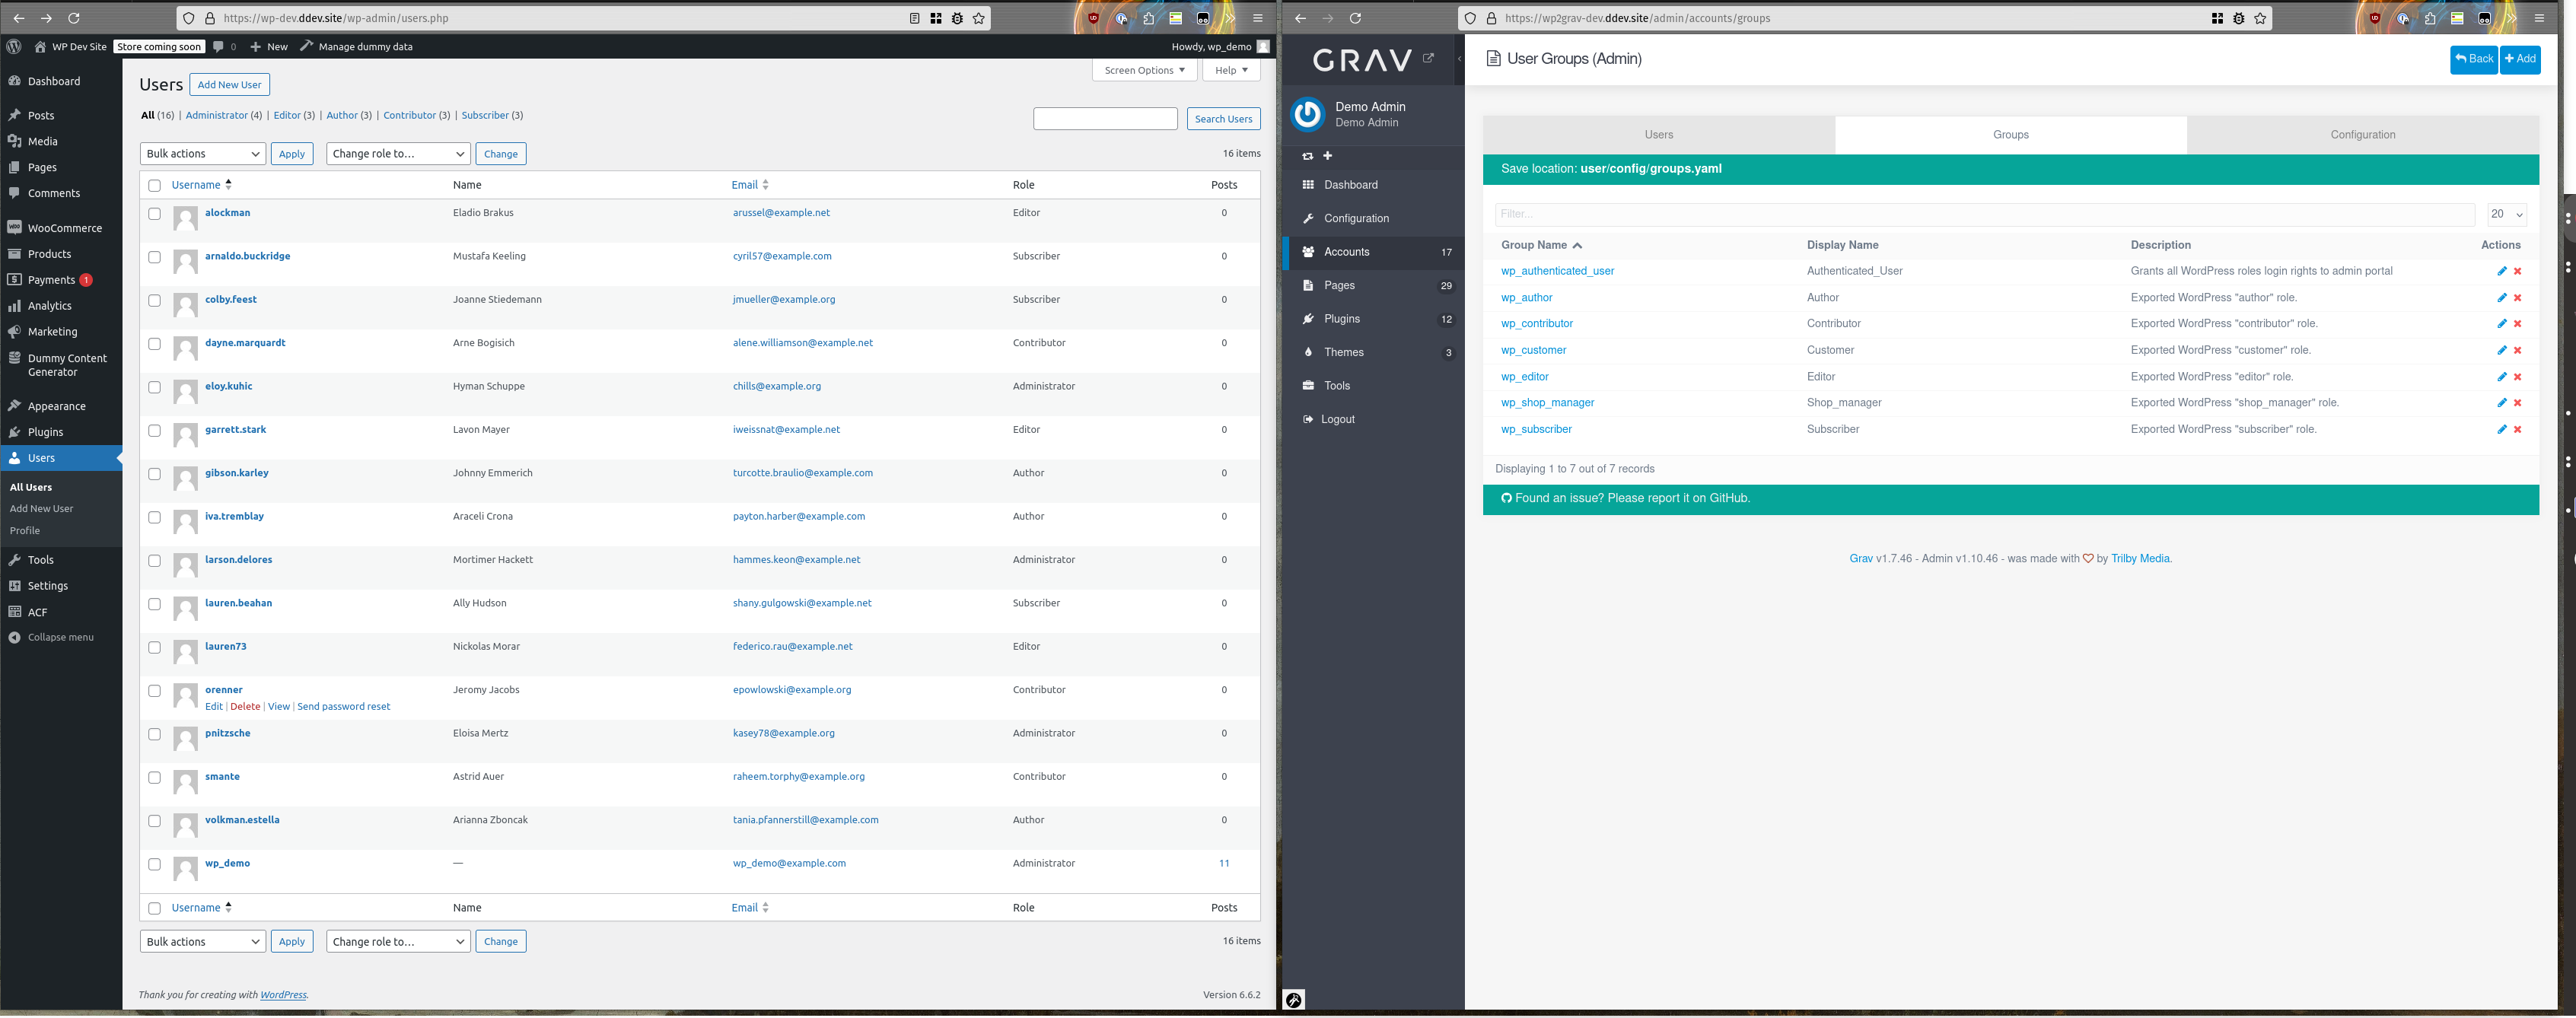 https://wp-dev.ddev.site/wp-admin/users.php
WP Dev Site Store coming soon 0 New Manage dummy data Howdy, wp_demo
Dashboard
Posts
Media
Pages
Comments
WooCommerce
Products
Payments 1
Analytics
Marketing
Dummy Content
Generator
Appearance
Plugins
Users
All Users
Add New User
Profile
Tools
Settings
ACF
Collapse menu
Screen Options Help
Users Add New User
All (16) | Administrator (4) | Editor (3) | Author (3) | Contributor (3) | Subscriber (3)
Search Users
Bulk actions Apply Change role to... Change 16 items
Username Name Email Role Posts
alockman Eladio Brakus arussel@example.net Editor 0
arnaldo.buckridge Mustafa Keeling cyril57@example.com Subscriber 0
colby.feest Joanne Stiedemann jmueller@example.org Subscriber 0
dayne.marquardt Arne Bogisich alene.williamson@example.net Contributor 0
eloy.kuhic Hyman Schuppe chills@example.org Administrator 0
garrett.stark Lavon Mayer iweissnat@example.net Editor 0
gibson.karley Johnny Emmerich turcotte.braulio@example.com Author 0
iva.tremblay Araceli Crona payton.harber@example.com Author 0
larson.delores Mortimer Hackett hammes.keon@example.net Administrator 0
lauren.beahan Ally Hudson shany.gulgowski@example.net Subscriber 0
lauren73 Nickolas Morar federico.rau@example.net Editor 0
orenner Jeromy Jacobs epowlowski@example.org Contributor 0
Edit | Delete | View | Send password reset
pnitzsche Eloisa Mertz kasey78@example.org Administrator 0
smante Astrid Auer raheem.torphy@example.org Contributor 0
volkman.estella Arianna Zboncak tania.pfannerstill@example.com Author 0
wp_demo — wp_demo@example.com Administrator 11
Username Name Email Role Posts
Bulk actions Apply Change role to... Change 16 items
Thank you for creating with WordPress. Version 6.6.2
https://wp2grav-dev.ddev.site/admin/accounts/groups
GRAV
Demo Admin
Demo Admin
Dashboard
Configuration
Accounts 17
Pages 29
Plugins 12
Themes 3
Tools
Logout
User Groups (Admin) Back Add
Users Groups Configuration
Save location: user/config/groups.yaml
Filter... 20
Group Name Display Name Description Actions
wp_authenticated_user Authenticated_User Grants all WordPress roles login rights to admin portal
wp_author Author Exported WordPress "author" role.
wp_contributor Contributor Exported WordPress "contributor" role.
wp_customer Customer Exported WordPress "customer" role.
wp_editor Editor Exported WordPress "editor" role.
wp_shop_manager Shop_manager Exported WordPress "shop_manager" role.
wp_subscriber Subscriber Exported WordPress "subscriber" role.
Displaying 1 to 7 out of 7 records
Found an issue? Please report it on GitHub.
Grav v1.7.46 - Admin v1.10.46 - was made with by Trilby Media.